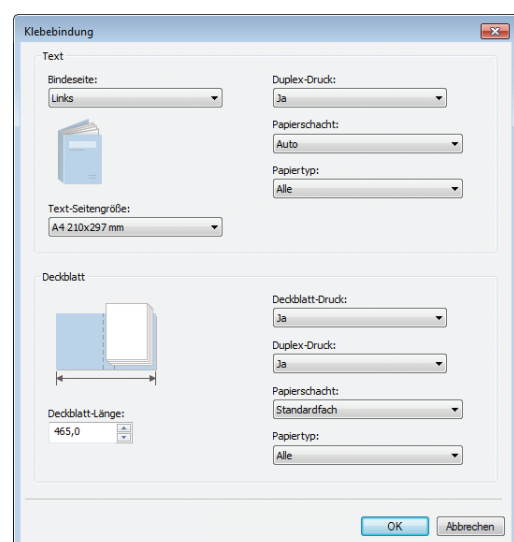 Klebebindung
Text
Bindeseite:
Links
Text-Seitengröße:
A4 210x297 mm
Duplex-Druck:
Ja
Papierschacht:
Auto
Papiertyp:
Alle
Deckblatt
Deckblatt-Länge:
465,0
Deckblatt-Druck:
Ja
Duplex-Druck:
Ja
Papierschacht:
Standardfach
Papiertyp:
Alle
OK
Abbrechen